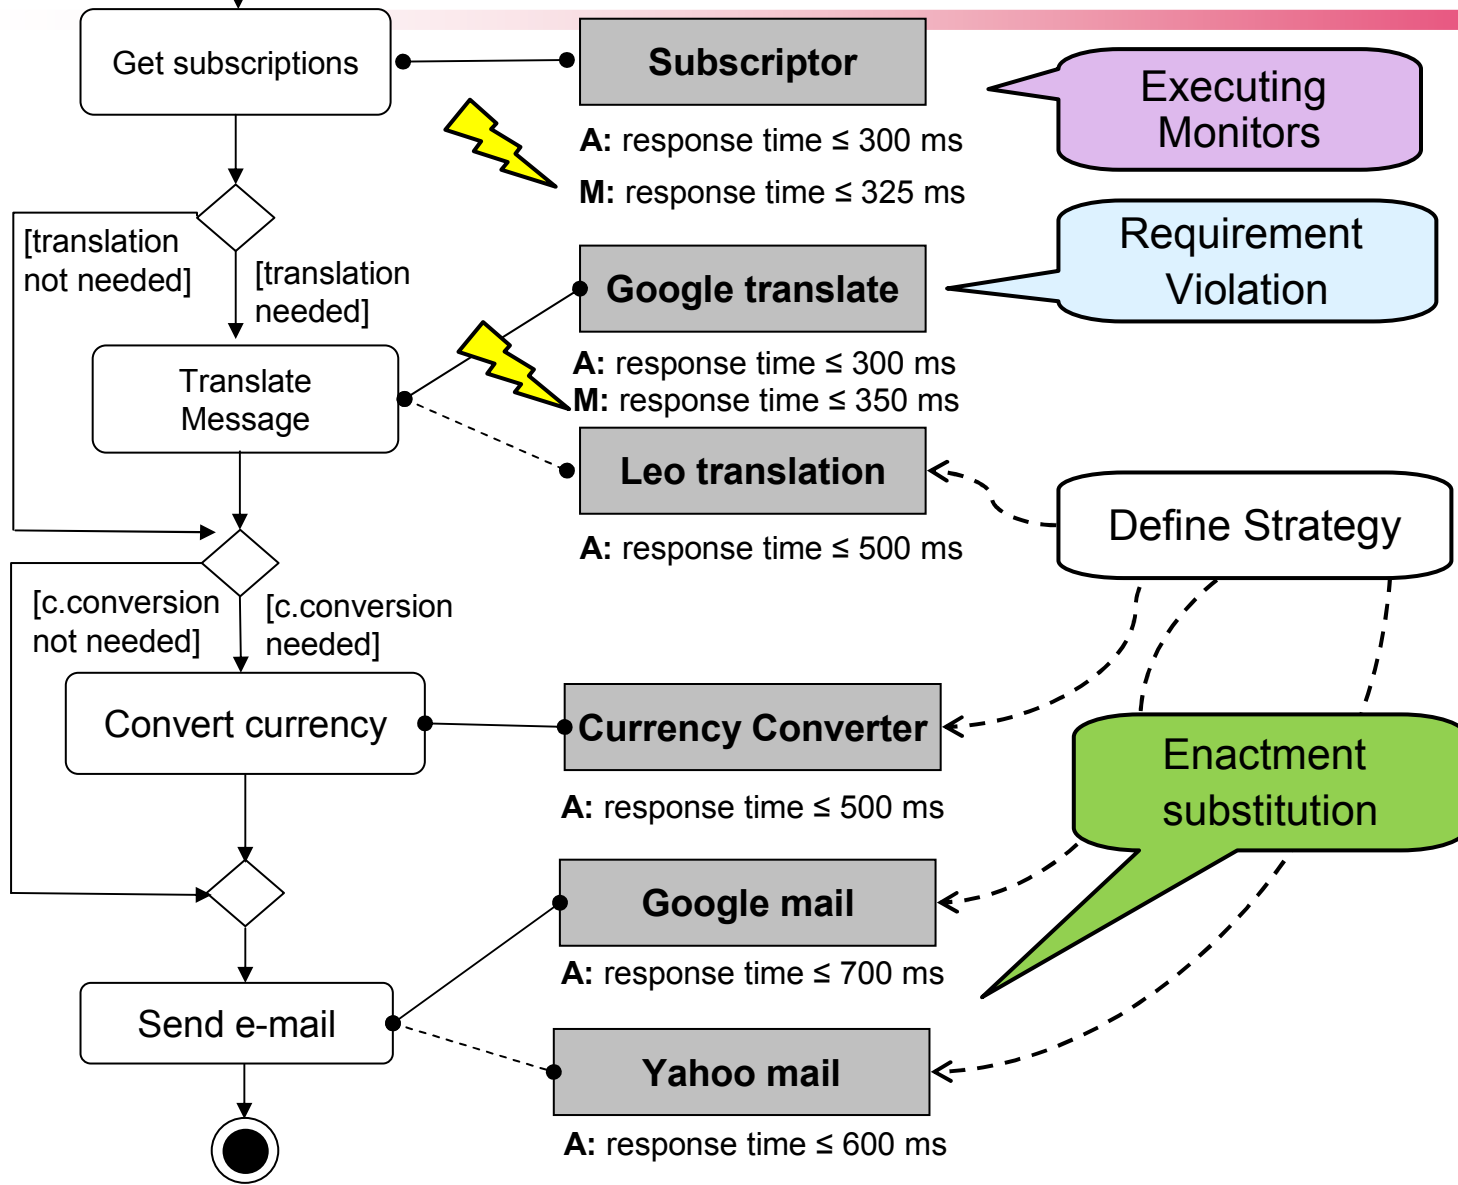 Get subscriptions
Subscriptor
Executing
Monitors
A: response time ≤ 300 ms
M: response time ≤ 325 ms
[translation
not needed]
[translation
needed]
Google translate
Requirement
Violation
A: response time ≤ 300 ms
M: response time ≤ 350 ms
Translate
Message
Leo translation
A: response time ≤ 500 ms
Define Strategy
[c.conversion
not needed]
[c.conversion
needed]
Convert currency
Currency Converter
A: response time ≤ 500 ms
Enactment
substitution
Google mail
A: response time ≤ 700 ms
Send e-mail
Yahoo mail
A: response time ≤ 600 ms